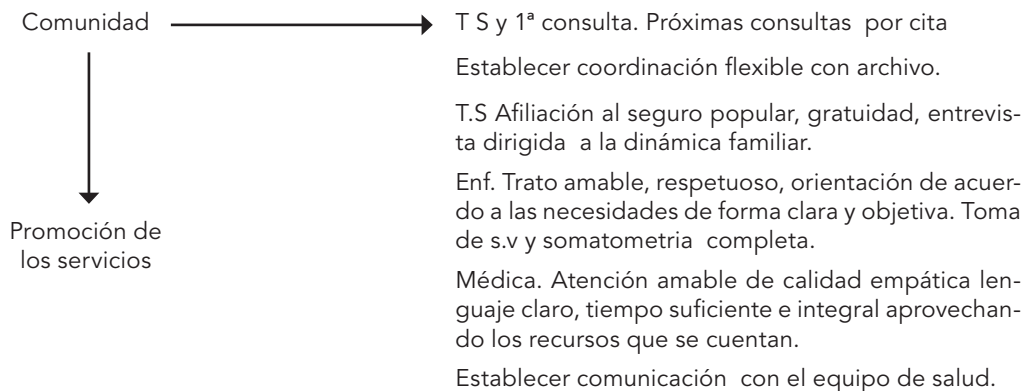 Comunidad
T S y 1ª consulta. Próximas consultas por cita
Establecer coordinación flexible con archivo.
T.S Afiliación al seguro popular, gratuidad, entrevis-
ta dirigida a la dinámica familiar.
Enf. Trato amable, respetuoso, orientación de acuer-
do a las necesidades de forma clara y objetiva. Toma
de s.v y somatometria completa.
Promoción de
los servicios
Médica. Atención amable de calidad empática len-
guaje claro, tiempo suficiente e integral aprovechan-
do los recursos que se cuentan.
Establecer comunicación con el equipo de salud.